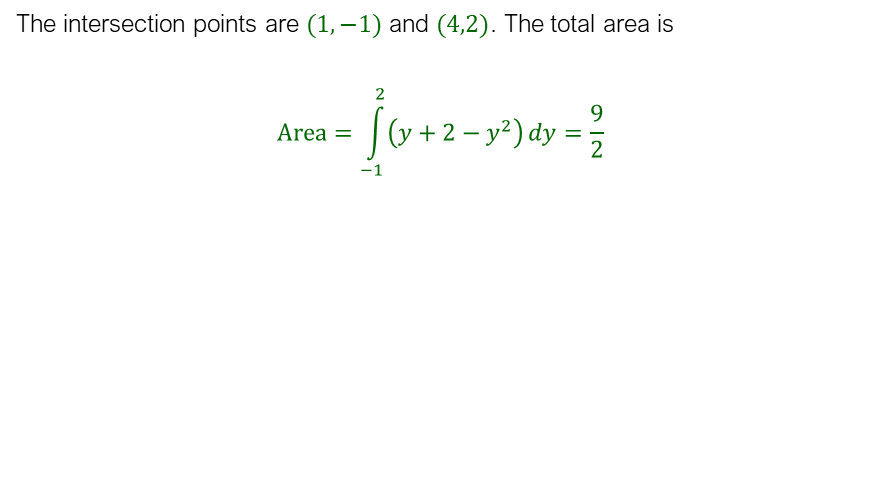 The intersection points are (1, −1) and (4,2). The total area is
Area = ∫_{−1}^{2} (y + 2 − y²) dy = 9/2